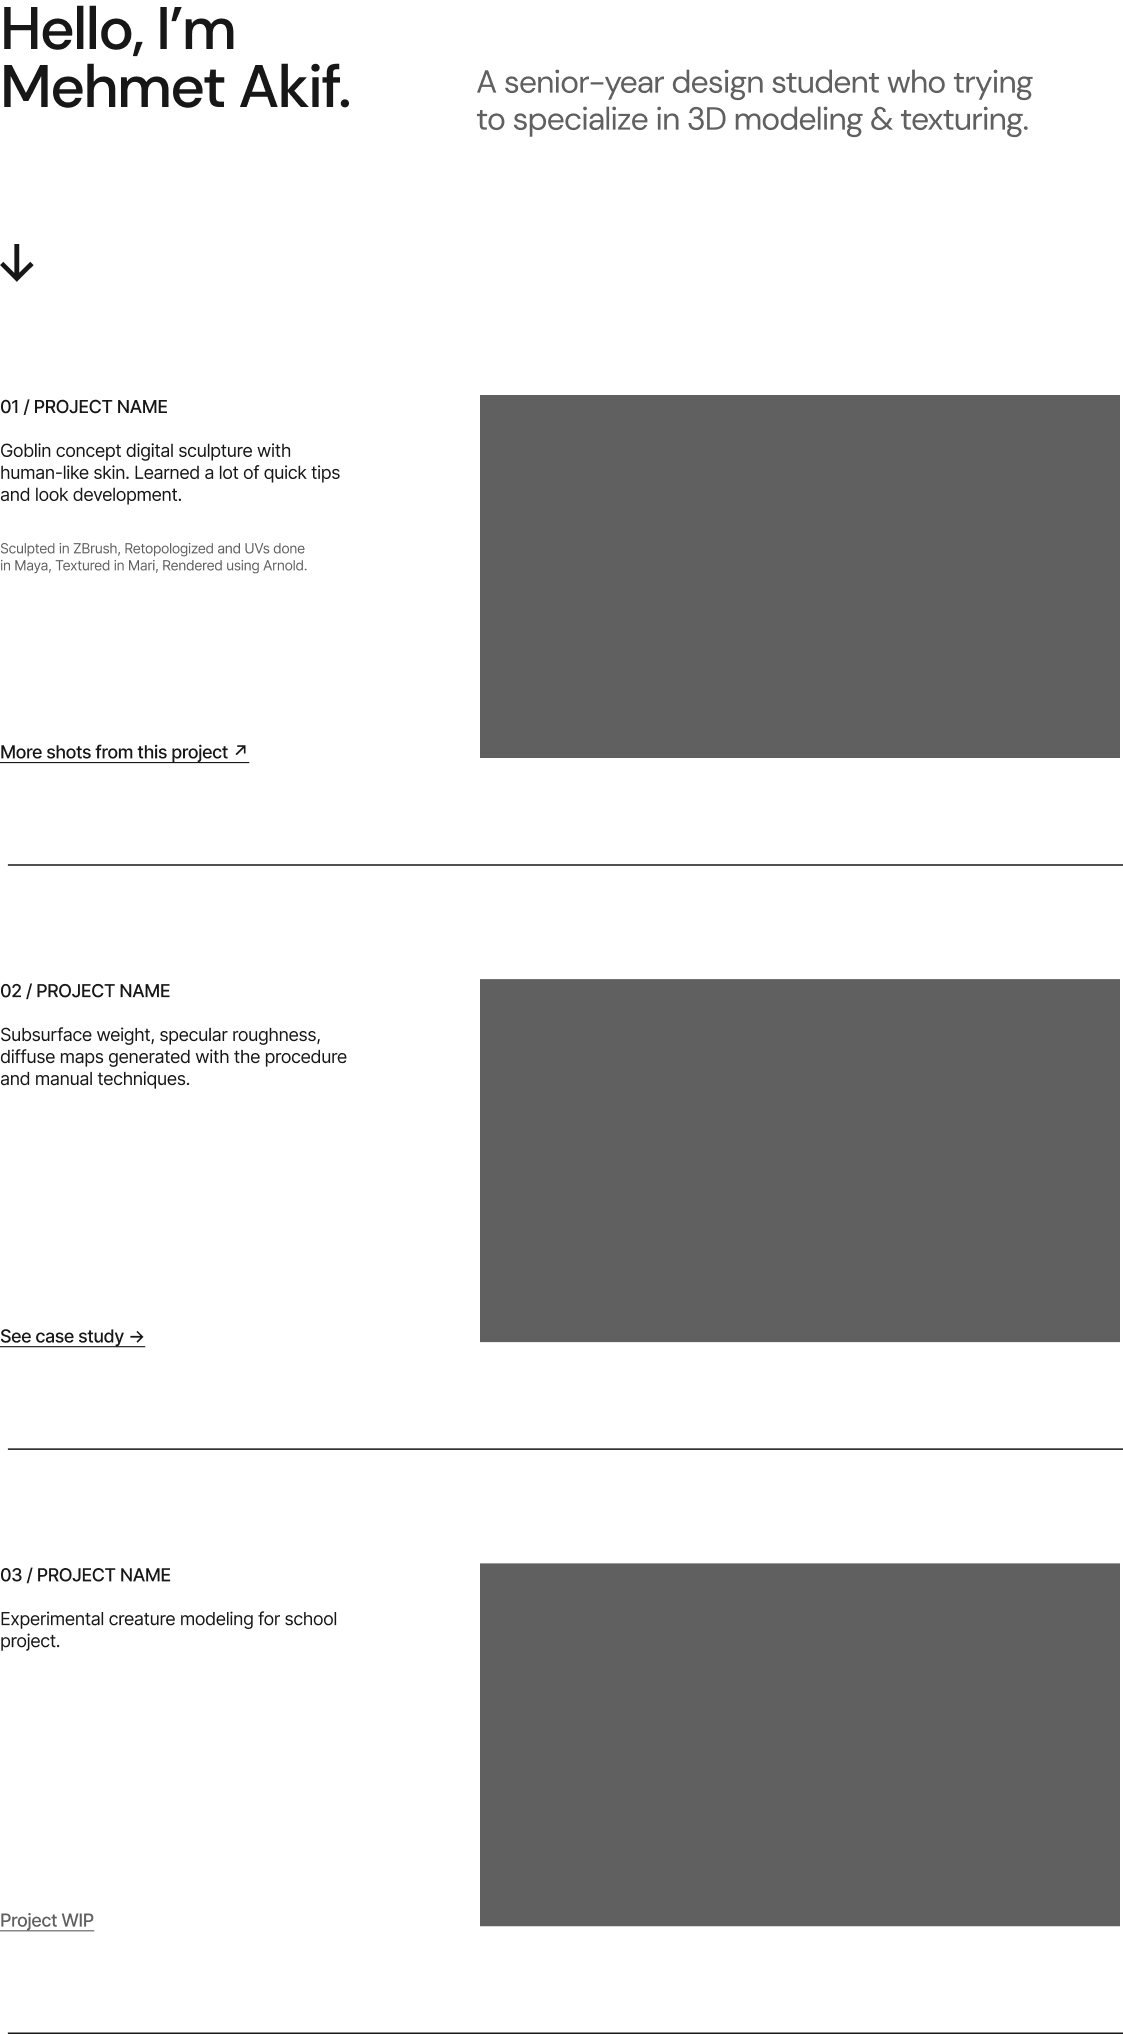 Hello, I’m
Mehmet Akif.
A senior-year design student who trying
to specialize in 3D modeling & texturing.
↓
01 / PROJECT NAME
Goblin concept digital sculpture with
human-like skin. Learned a lot of quick tips
and look development.
Sculpted in ZBrush, Retopologized and UVs done
in Maya, Textured in Mari, Rendered using Arnold.
More shots from this project ↗
02 / PROJECT NAME
Subsurface weight, specular roughness,
diffuse maps generated with the procedure
and manual techniques.
See case study →
03 / PROJECT NAME
Experimental creature modeling for school
project.
Project WIP